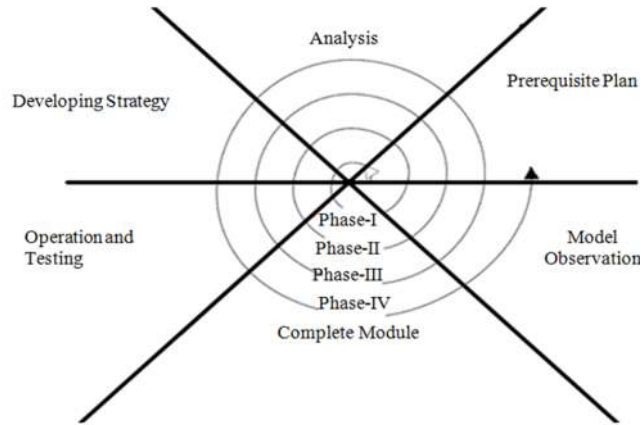 Analysis
Prerequisite Plan
Developing Strategy
Operation and
Testing
Phase-I
Phase-II
Phase-III
Phase-IV
Complete Module
Model
Observation